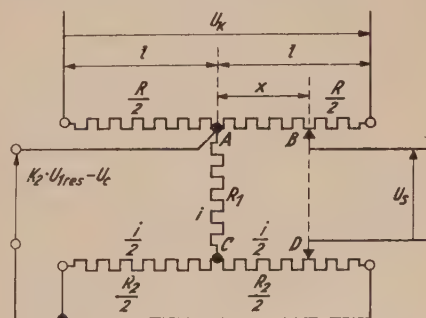 U_k
l l
R/2 x R/2
A B
K_2·U_1res–U_c i R_1 U_s
i/2 C i/2 D
R_2/2 R_2/2